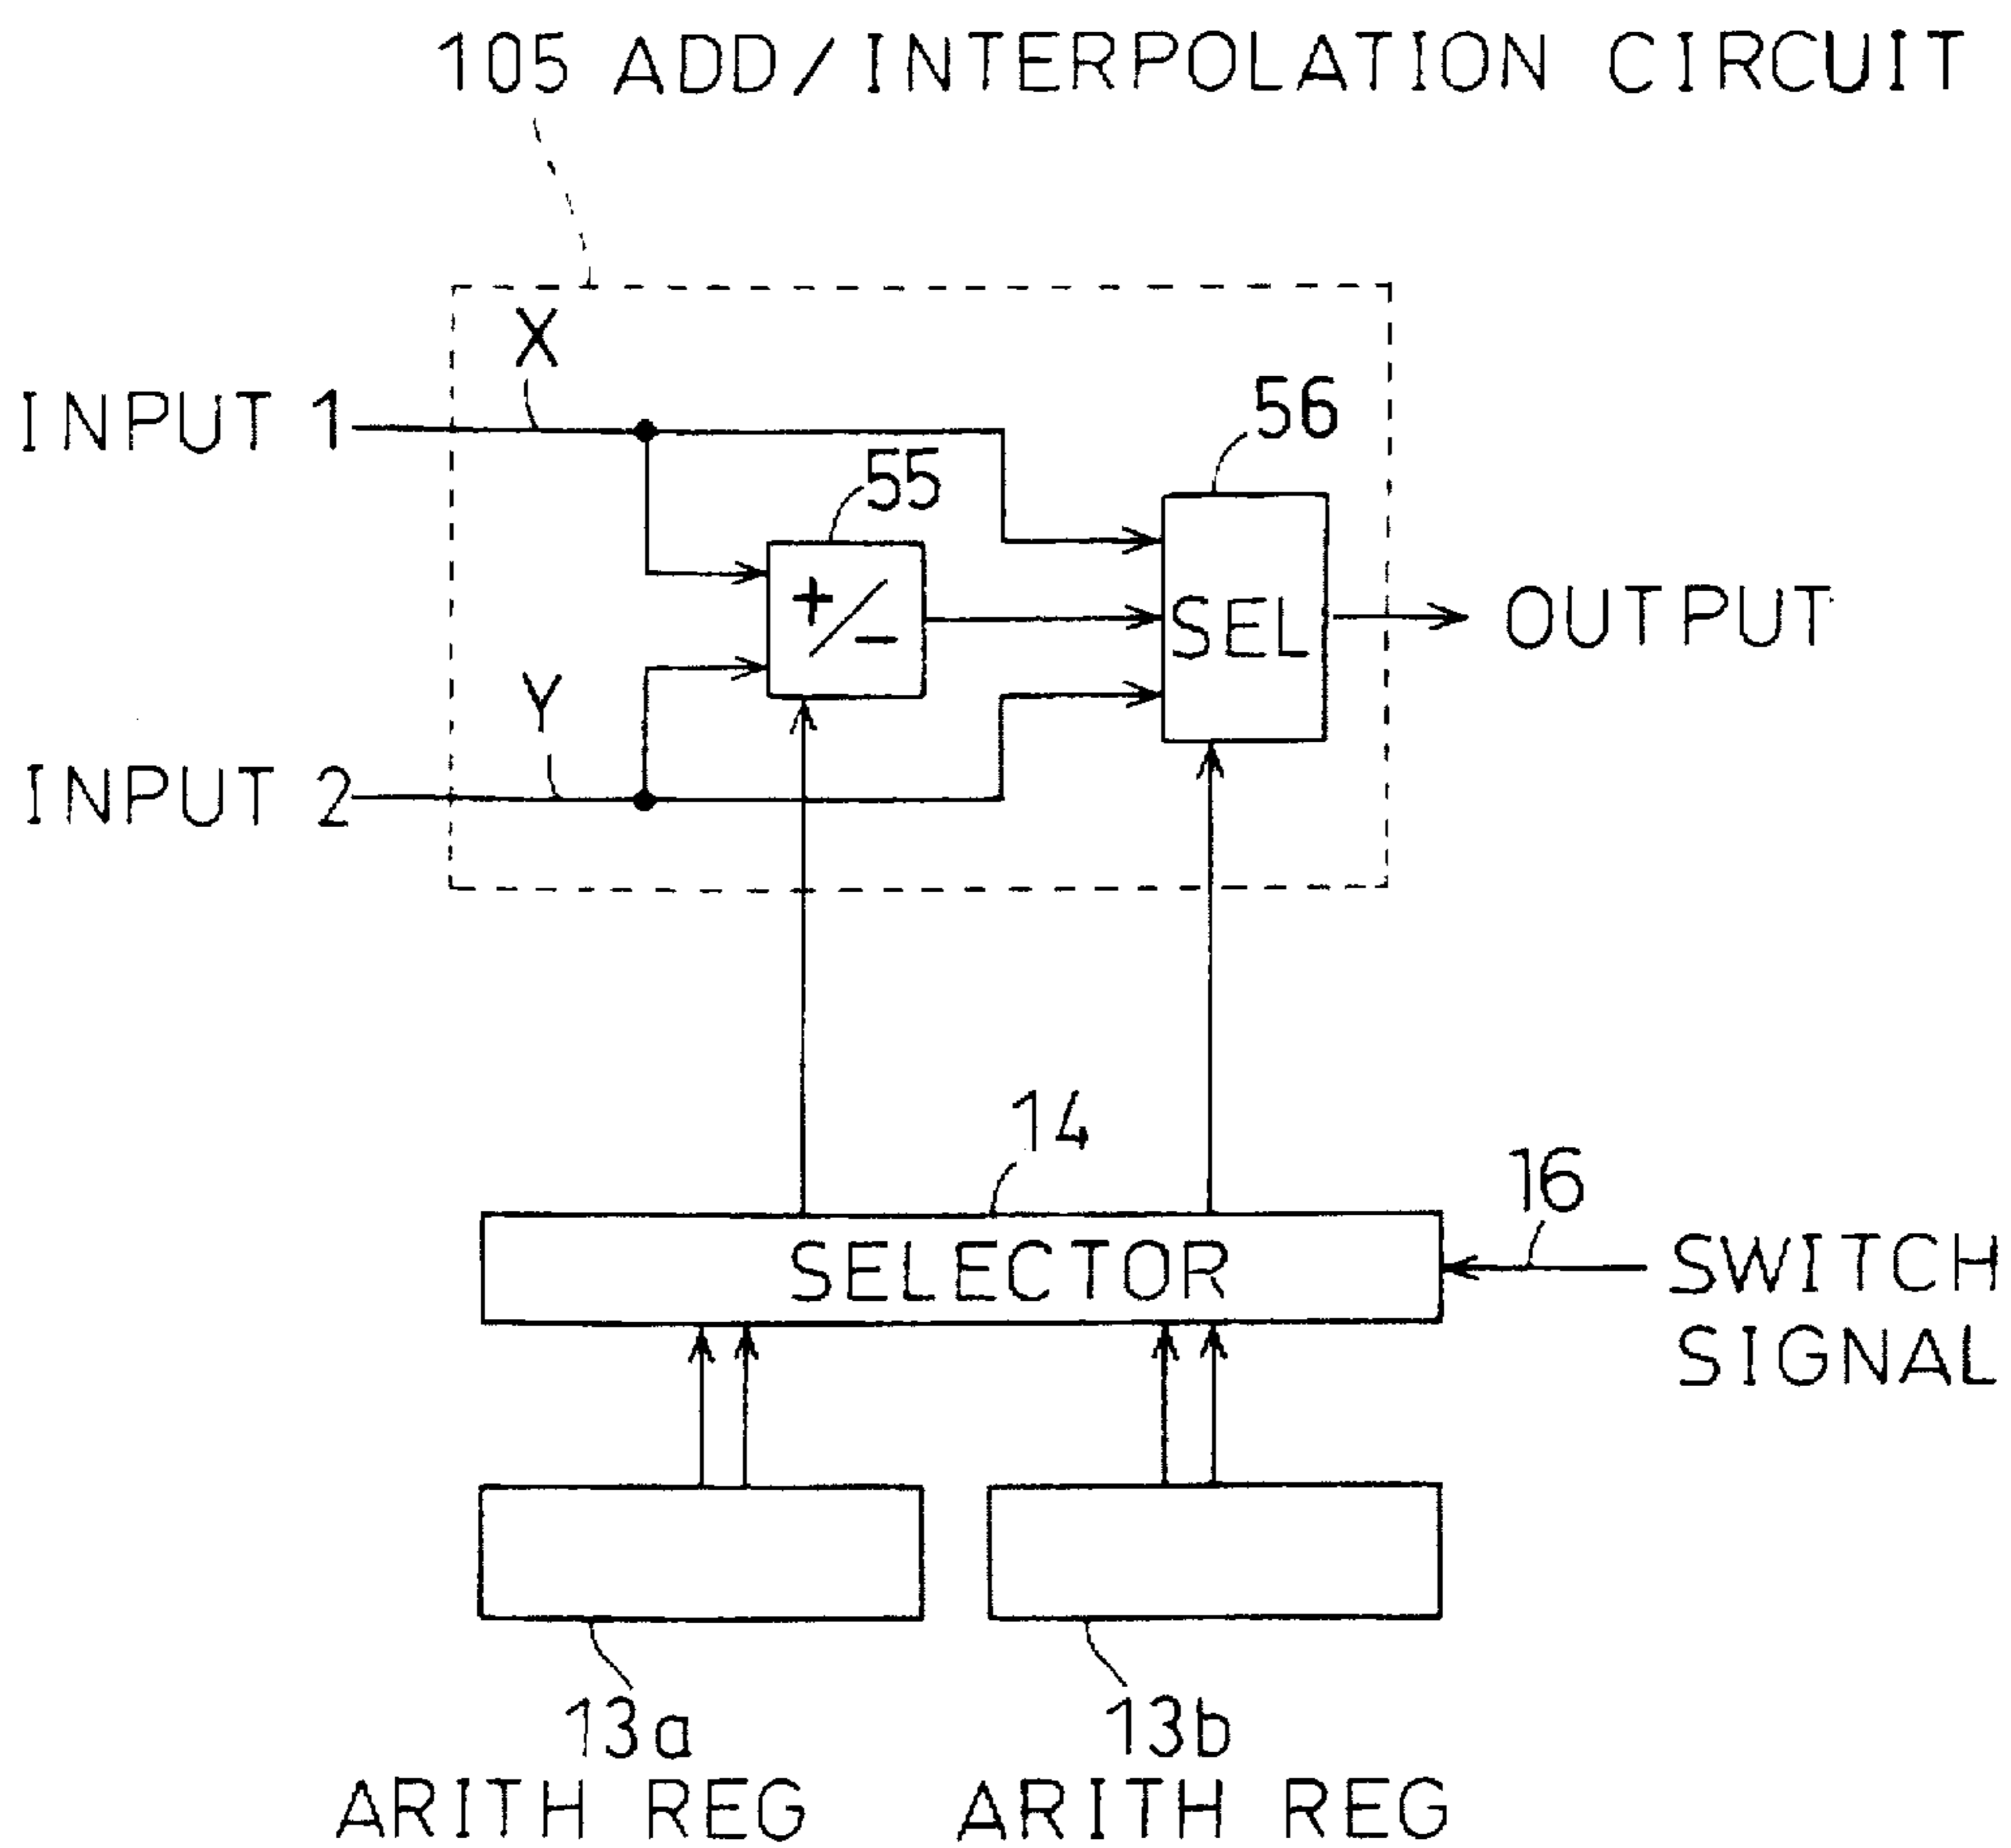 105 ADD/INTERPOLATION CIRCUIT
X
INPUT 1
56
55
+/-
SEL
OUTPUT
Y
INPUT 2
14
16
SELECTOR
SWITCH
SIGNAL
13a
13b
ARITH REG
ARITH REG